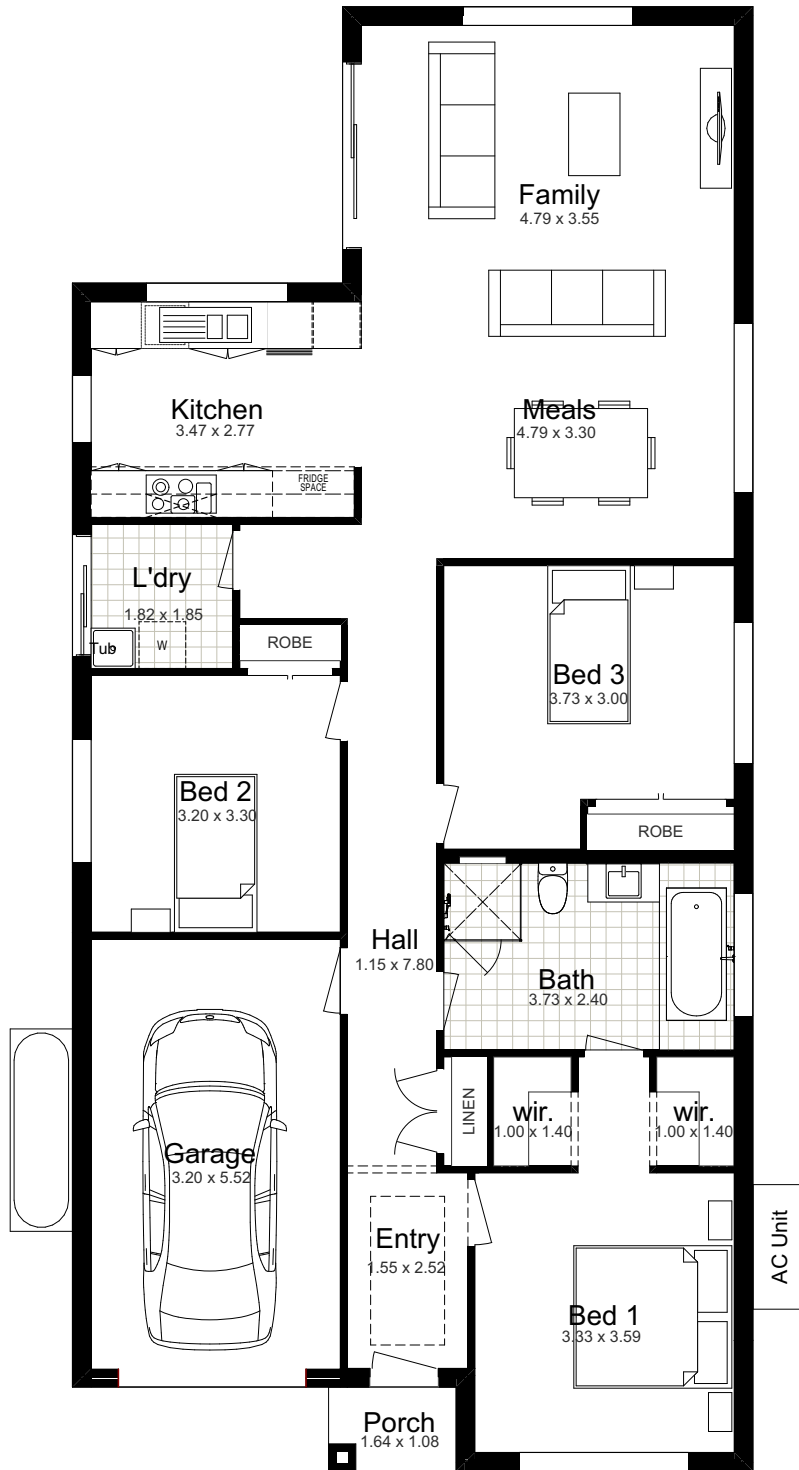 Family
4.79 x 3.55
Kitchen
3.47 x 2.77
Meals
4.79 x 3.30
FRIDGE
SPACE
L'dry
1.82 x 1.85
Tub
W
ROBE
Bed 3
3.73 x 3.00
Bed 2
3.20 x 3.30
ROBE
Hall
1.15 x 7.80
Bath
3.73 x 2.40
LINEN
wir.
1.00 x 1.40
wir.
1.00 x 1.40
Garage
3.20 x 5.52
Entry
1.55 x 2.52
AC Unit
Bed 1
3.33 x 3.59
Porch
1.64 x 1.08